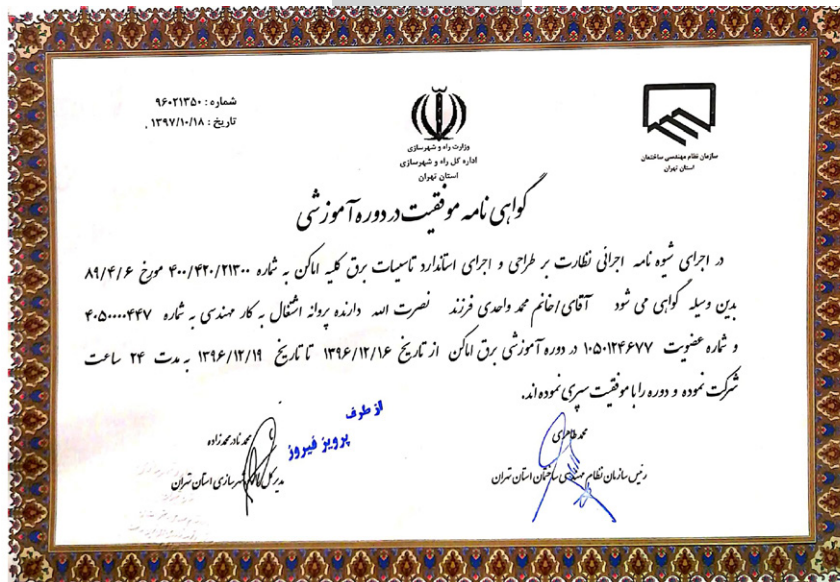 شماره : ۹۶۰۲۱۳۵۰
تاریخ : ۱۳۹۷/۱۰/۱۸ .
وزارت راه و شهرسازی
اداره کل راه و شهرسازی
استان تهران
سازمان نظام مهندسی ساختمان
استان تهران
گواهی نامه موفقیت در دوره آموزشی
در اجرای شیوه نامه اجرائی نظارت بر طراحی و اجرای استاندارد تاسیسات برق کلیه اماکن به شماره ۴۰۰/۴۲۰/۲۱۳۰۰ مورخ ۸۹/۴/۶
بدین وسیله گواهی می شود آقای/خانم محمد واحدی فرزند نصرت الله دارنده پروانه اشتغال به کار مهندسی به شماره ۴۰۵۰۰۰۰۴۴۷
و شماره عضویت ۱۰۵۰۱۲۴۶۷۷ در دوره آموزشی برق اماکن از تاریخ ۱۳۹۶/۱۲/۱۶ تا تاریخ ۱۳۹۶/۱۲/۱۹ به مدت ۲۴ ساعت
شرکت نموده و دوره را با موفقیت سپری نموده اند.
محمد طاهری
رئیس سازمان نظام مهندسی ساختمان استان تهران
از طرف
پرویز فیروز
محمد نادر محمدزاده
مدیر کل راه و شهرسازی استان تهران